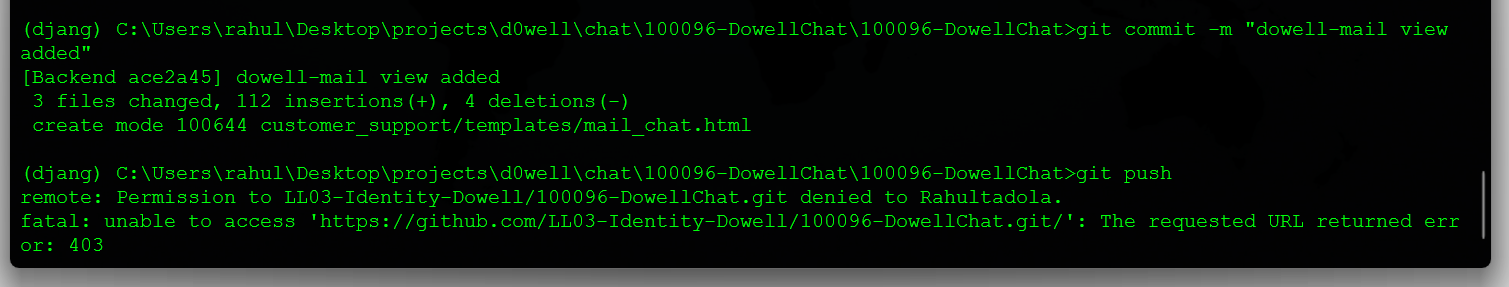 (djang) C:\Users\rahul\Desktop\projects\d0well\chat\100096-DowellChat\100096-DowellChat>git commit -m "dowell-mail view
added"
[Backend ace2a45] dowell-mail view added
 3 files changed, 112 insertions(+), 4 deletions(-)
 create mode 100644 customer_support/templates/mail_chat.html
(djang) C:\Users\rahul\Desktop\projects\d0well\chat\100096-DowellChat\100096-DowellChat>git push
remote: Permission to LL03-Identity-Dowell/100096-DowellChat.git denied to Rahultadola.
fatal: unable to access 'https://github.com/LL03-Identity-Dowell/100096-DowellChat.git/': The requested URL returned err
or: 403